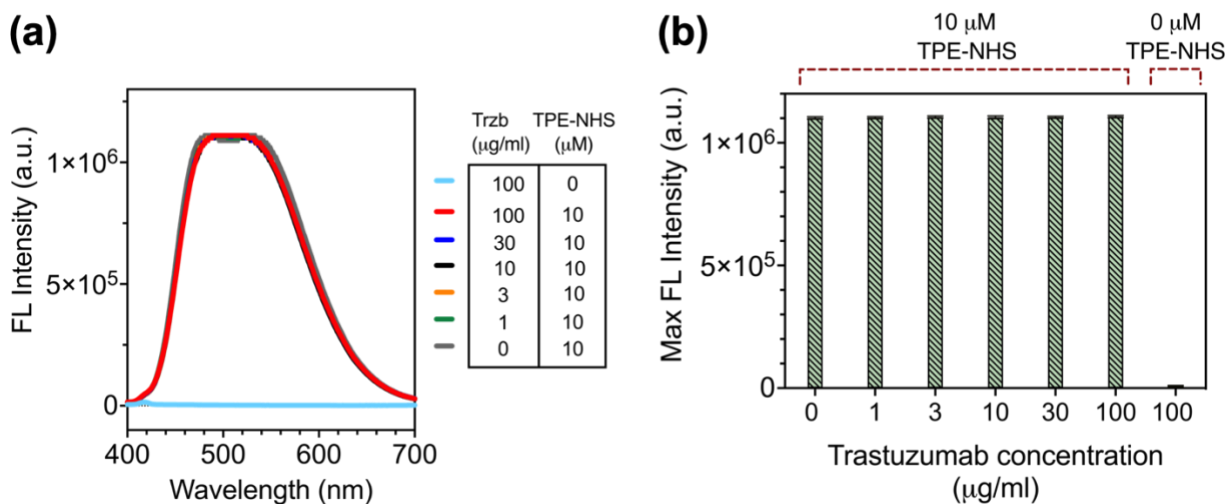 (a)
FL Intensity (a.u.)
1×10⁶
5×10⁵
0
400 500 600 700
Wavelength (nm)
Trzb TPE-NHS
(μg/ml) (μM)
100 0
100 10
30 10
10 10
3 10
1 10
0 10
(b)
10 μM
TPE-NHS
0 μM
TPE-NHS
Max FL Intensity (a.u.)
1×10⁶
5×10⁵
0
0 1 3 10 30 100 100
Trastuzumab concentration
(μg/ml)